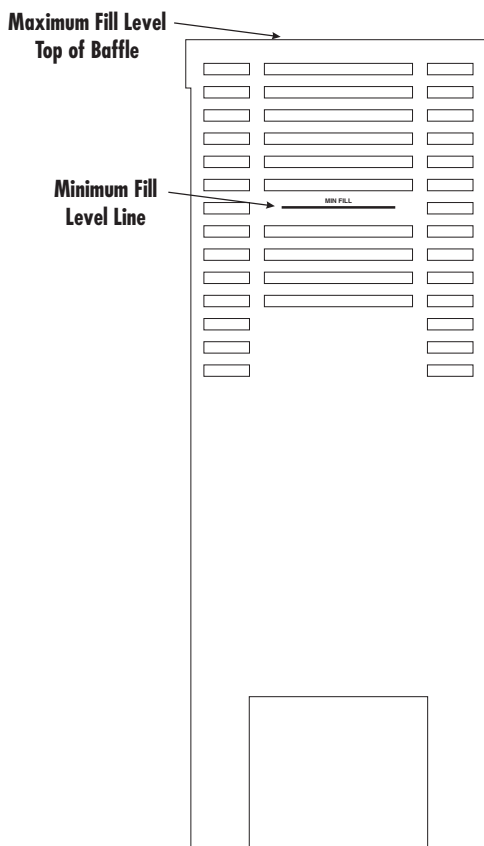 Maximum Fill Level
Top of Baffle
MIN FILL
Minimum Fill
Level Line